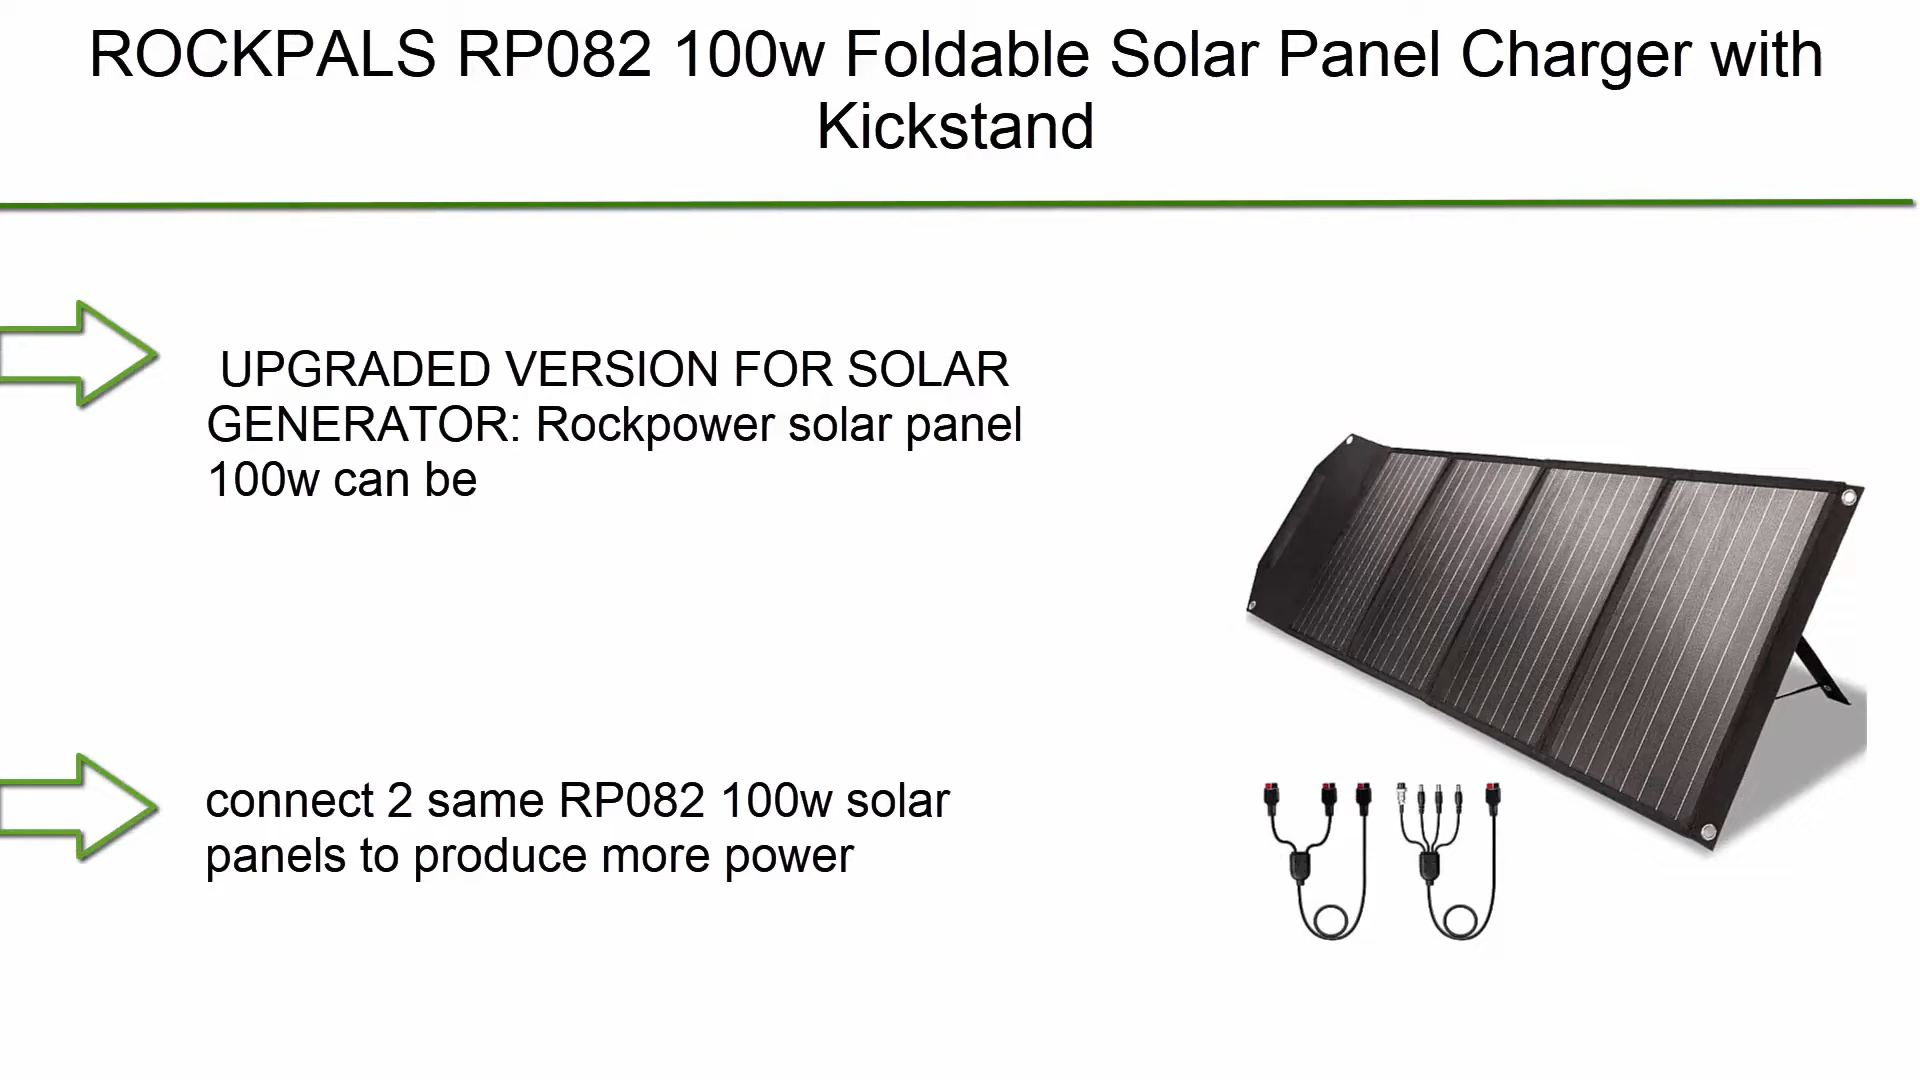 ROCKPALS RP082 100w Foldable Solar Panel Charger with
Kickstand
UPGRADED VERSION FOR SOLAR
GENERATOR: Rockpower solar panel
100w can be
connect 2 same RP082 100w solar
panels to produce more power